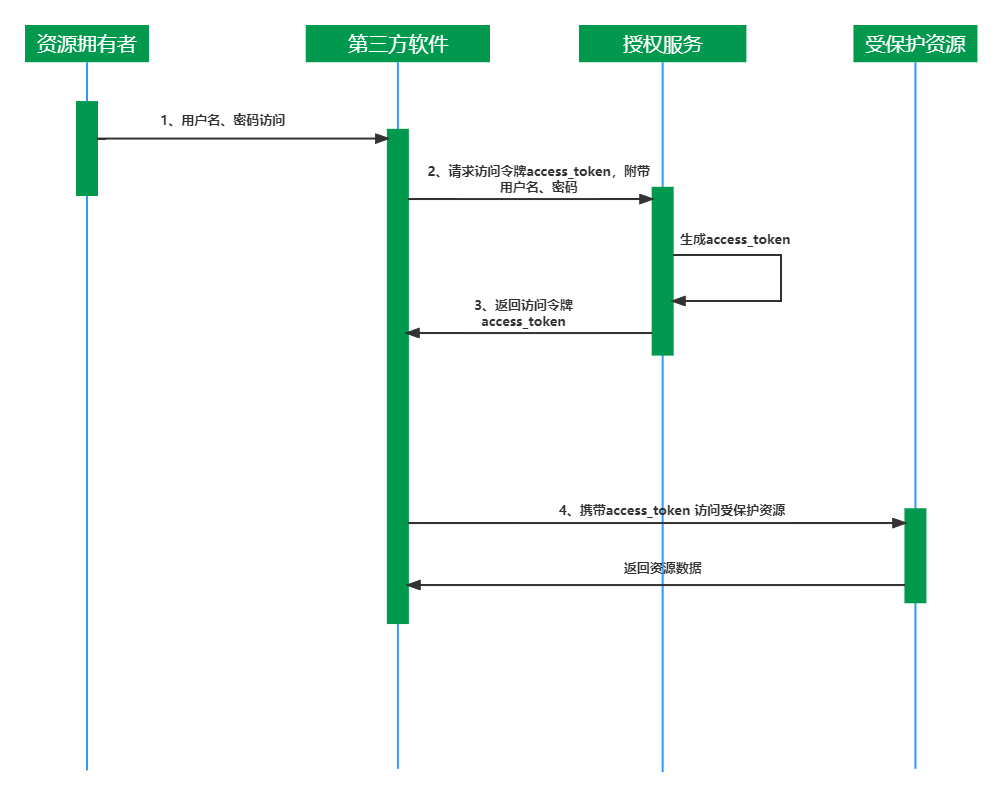 资源拥有者
第三方软件
授权服务
受保护资源
1、用户名、密码访问
2、请求访问令牌access_token，附带
用户名、密码
生成access_token
3、返回访问令牌
access_token
4、携带access_token 访问受保护资源
返回资源数据